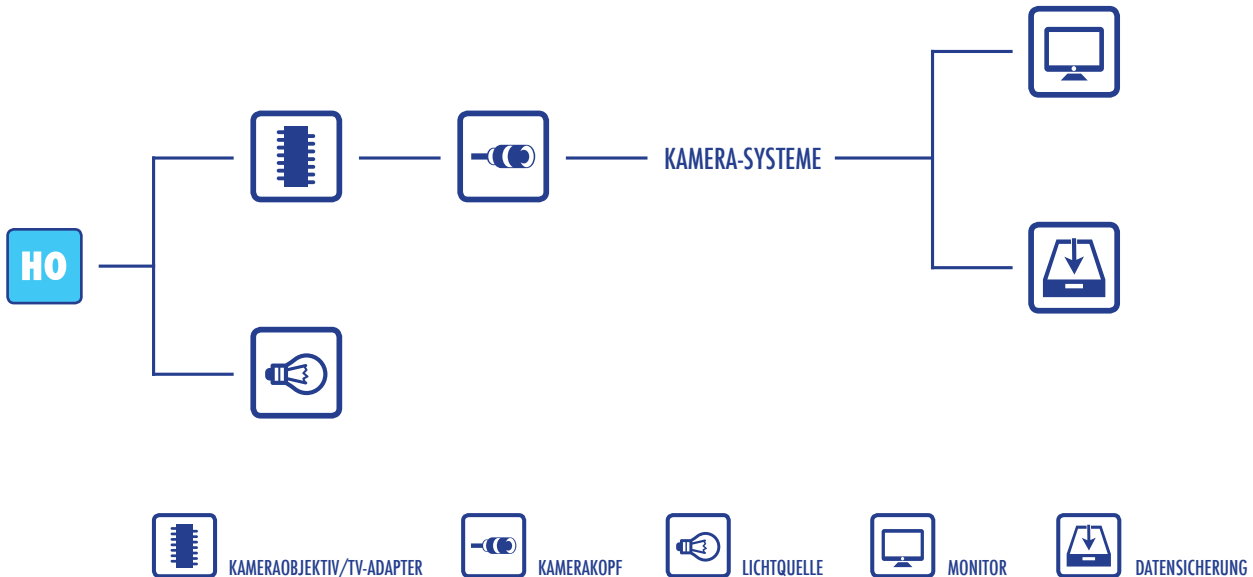 KAMERA-SYSTEME
HO
KAMERAOBJEKTIV/TV-ADAPTER
KAMERAKOPF
LICHTQUELLE
MONITOR
DATENSICHERUNG